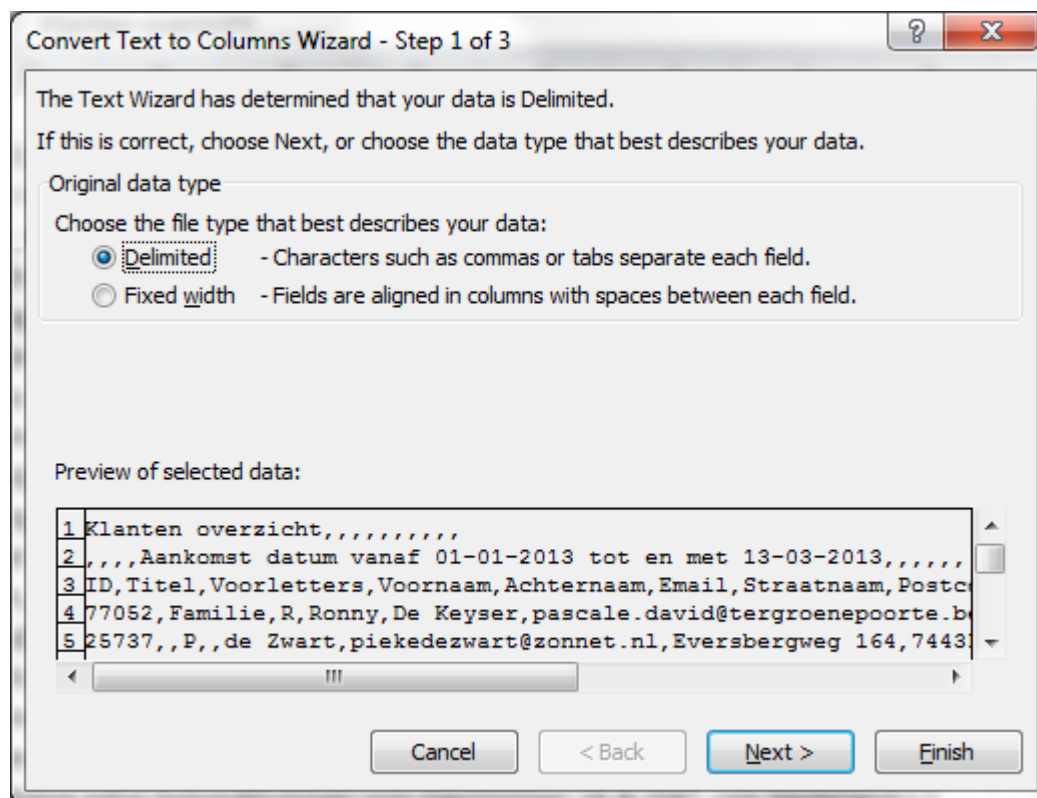 Convert Text to Columns Wizard - Step 1 of 3
The Text Wizard has determined that your data is Delimited.
If this is correct, choose Next, or choose the data type that best describes your data.
Original data type
Choose the file type that best describes your data:
Delimited - Characters such as commas or tabs separate each field.
Fixed width - Fields are aligned in columns with spaces between each field.
Preview of selected data:
1 Klanten overzicht,,,,,,,,,,
2 ,,,,Aankomst datum vanaf 01-01-2013 tot en met 13-03-2013,,,,,,
3 ID,Titel,Voorletters,Voornaam,Achternaam,Email,Straatnaam,Postc
4 77052,Familie,R,Ronny,De Keyser,pascale.david@tergroenepoorte.b
5 25737,,P,,de Zwart,piekedezwart@zonnet.nl,Eversbergweg 164,7443
Cancel < Back Next > Finish